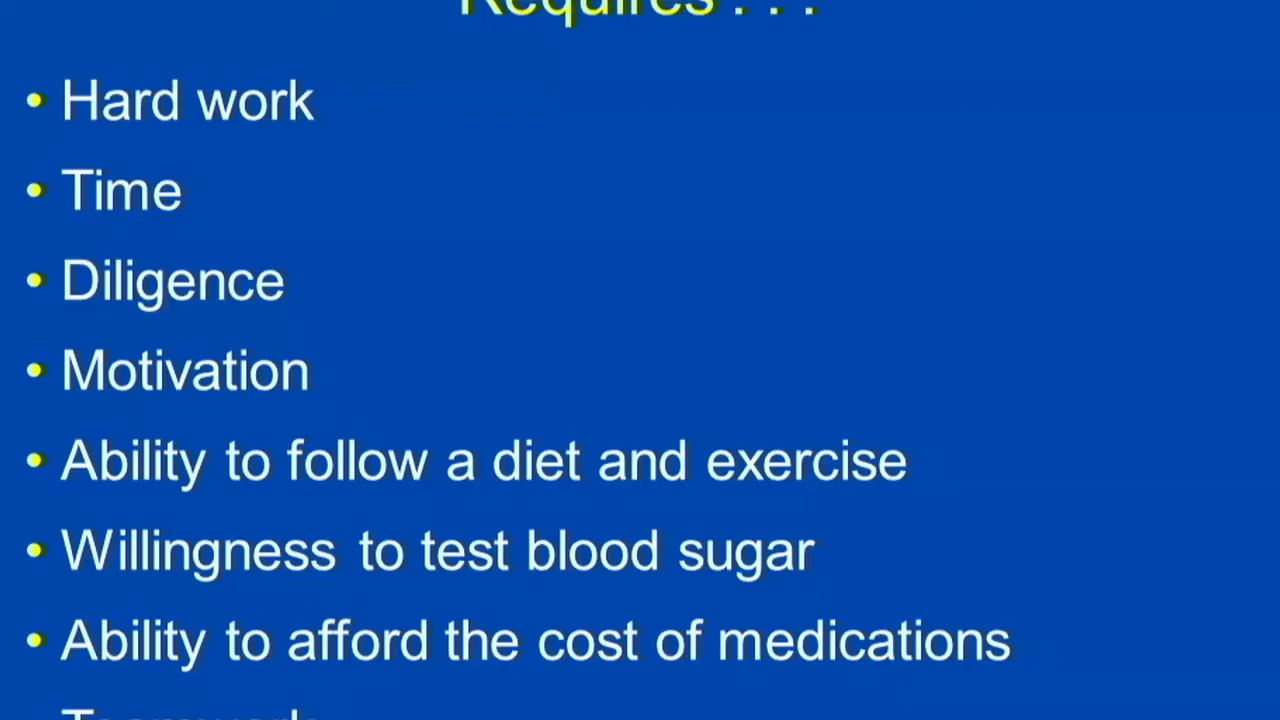 Requires . . .
• Hard work
• Time
• Diligence
• Motivation
• Ability to follow a diet and exercise
• Willingness to test blood sugar
• Ability to afford the cost of medications
Teamwork